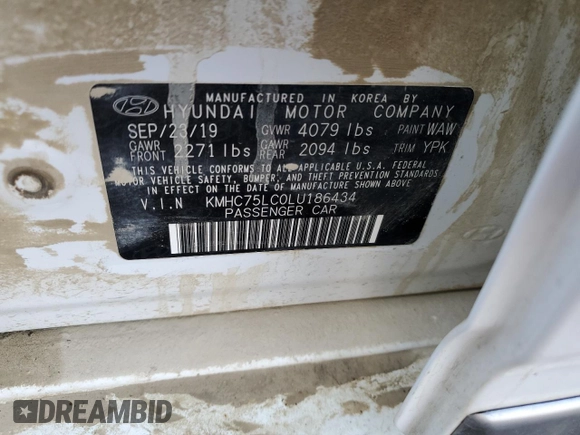 MANUFACTURED IN KOREA BY
HYUNDAI MOTOR COMPANY
SEP/23/19 GVWR 4079 lbs PAINT WAW
GAWR FRONT 2271 lbs GAWR REAR 2094 lbs TRIM YPK
THIS VEHICLE CONFORMS TO ALL APPLICABLE U.S.A. FEDERAL
MOTOR VEHICLE SAFETY, BUMPER, AND THEFT PREVENTION STANDARDS
IN EFFECT ON THE DATE OF MANUFACTURE SHOWN ABOVE.
V.I.N KMHC75LC0LU186434
PASSENGER CAR
DREAMBID